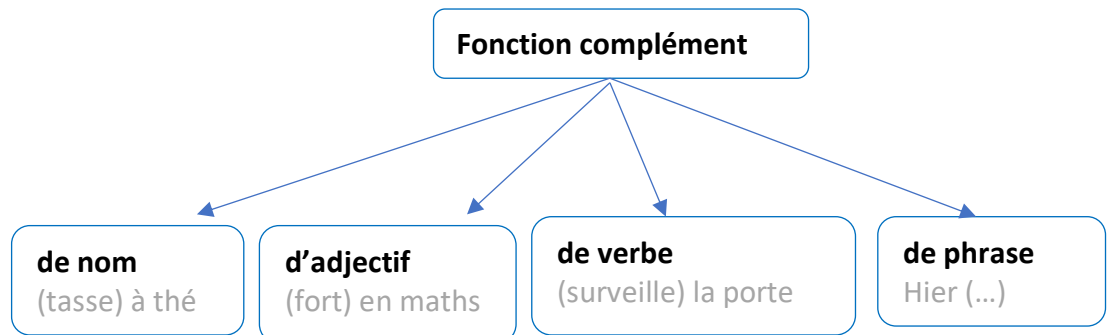 Fonction complément
de nom
(tasse) à thé
d’adjectif
(fort) en maths
de verbe
(surveille) la porte
de phrase
Hier (…)